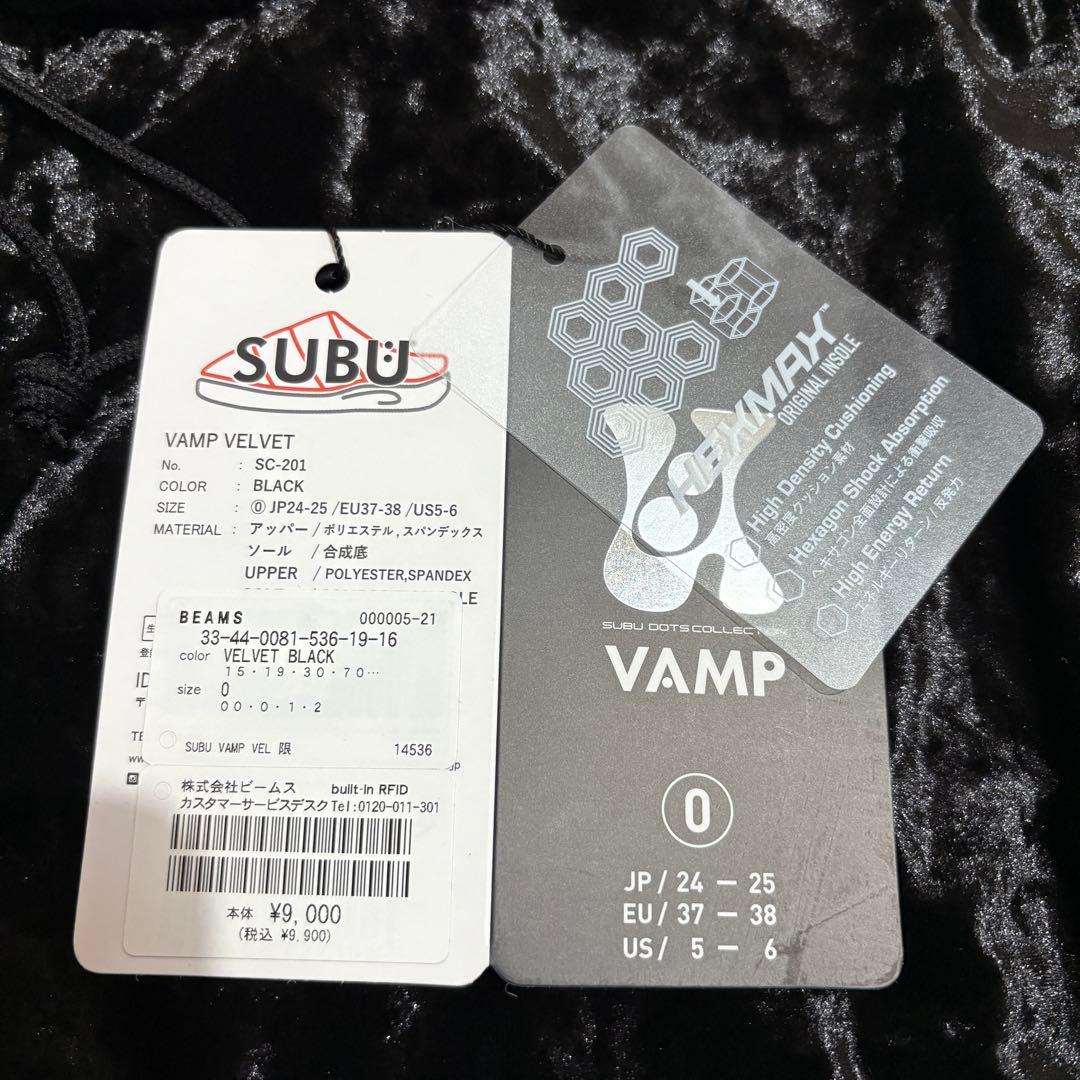 SUBU
VAMP VELVET
No. : SC-201
COLOR : BLACK
SIZE : ⓪ JP24-25 /EU37-38 /US5-6
MATERIAL : アッパー / ポリエステル, スパンデックス
ソール / 合成底
UPPER / POLYESTER,SPANDEX
BEAMS 000005-21
33-44-0081-536-19-16
color VELVET BLACK
15・19・30・70…
size 0
00・0・1・2
SUBU VAMP VEL 限 14536
株式会社ビームス built-in RFID
カスタマーサービスデスク Tel:0120-011-301
本体 ¥9,000
(税込 ¥9,900)
HEXMAX™
ORIGINAL INSOLE
High Density Cushioning
高密度クッション素材
Hexagon Shock Absorption
ヘキサゴン全面設計による衝撃吸収
High Energy Return
エネルギーリターン / 反発力
SUBU DOTS COLLECTION
VAMP
0
JP / 24 — 25
EU / 37 — 38
US / 5 — 6